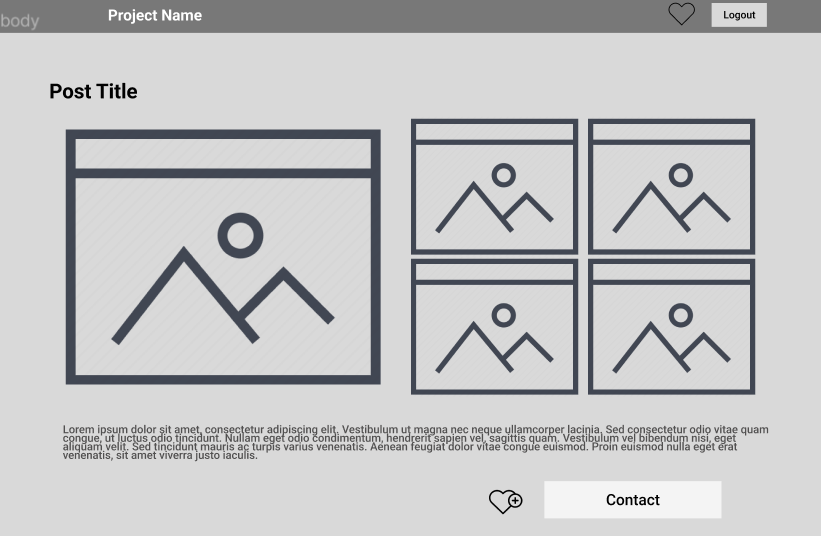 body
Project Name
Logout
Post Title
Lorem ipsum dolor sit amet, consectetur adipiscing elit. Vestibulum ut magna nec neque ullamcorper lacinia. Sed consectetur odio vitae quam
congue, ut luctus odio tincidunt. Nullam eget odio condimentum, hendrerit sapien vel, sagittis quam. Vestibulum vel bibendum nisi, eget
aliquam velit. Sed tincidunt mauris ac turpis varius venenatis. Aenean feugiat dolor vitae congue euismod. Proin euismod nulla eget erat
venenatis, sit amet viverra justo iaculis.
Contact